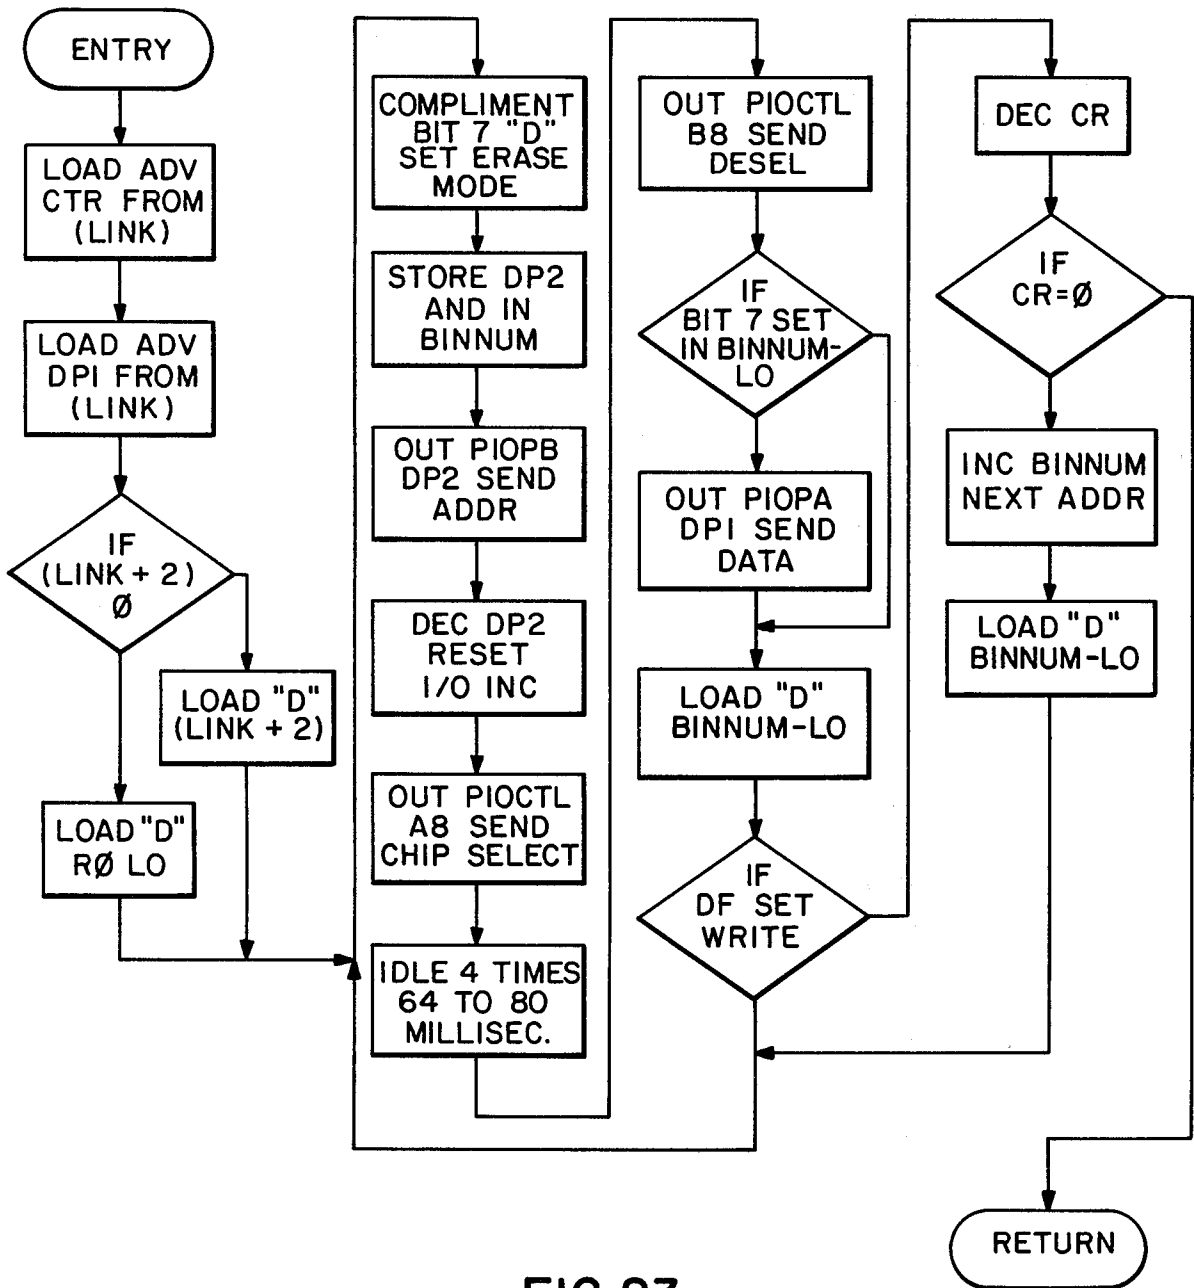 ENTRY
LOAD ADV
CTR FROM
(LINK)
LOAD ADV
DPI FROM
(LINK)
IF
(LINK + 2)
Ø
LOAD "D"
(LINK + 2)
LOAD "D"
RØ LO
COMPLIMENT
BIT 7 "D"
SET ERASE
MODE
STORE DP2
AND IN
BINNUM
OUT PIOPB
DP2 SEND
ADDR
DEC DP2
RESET
I/O INC
OUT PIOCTL
A8 SEND
CHIP SELECT
IDLE 4 TIMES
64 TO 80
MILLISEC.
OUT PIOCTL
B8 SEND
DESEL
IF
BIT 7 SET
IN BINNUM-
LO
OUT PIOPA
DPI SEND
DATA
LOAD "D"
BINNUM-LO
IF
DF SET
WRITE
DEC CR
IF
CR=Ø
INC BINNUM
NEXT ADDR
LOAD "D"
BINNUM-LO
RETURN